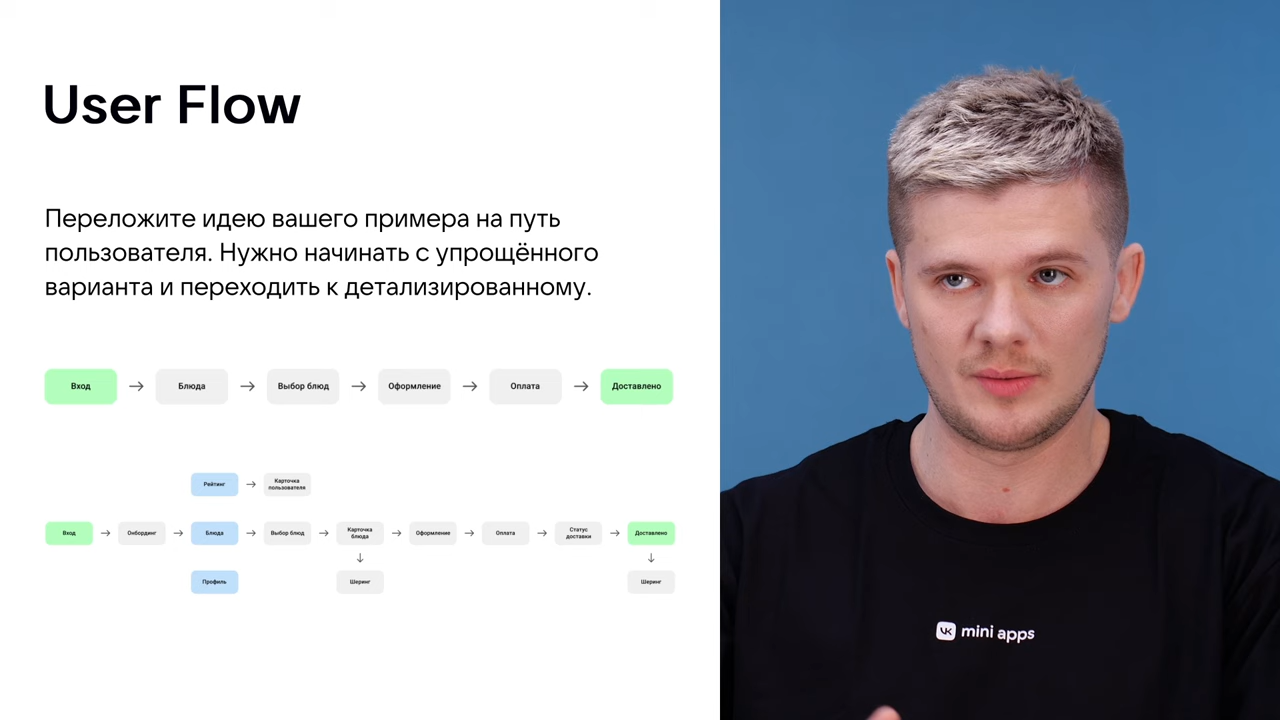 User Flow
Переложите идею вашего примера на путь
пользователя. Нужно начинать с упрощённого
варианта и переходить к детализированному.
Вход
Блюда
Выбор блюд
Оформление
Оплата
Доставлено
Рейтинг
Карточка
пользователя
Вход
Онбординг
Блюда
Выбор блюд
Карточка
блюда
Оформление
Оплата
Статус
доставки
Доставлено
Профиль
Шеринг
Шеринг
VK mini apps